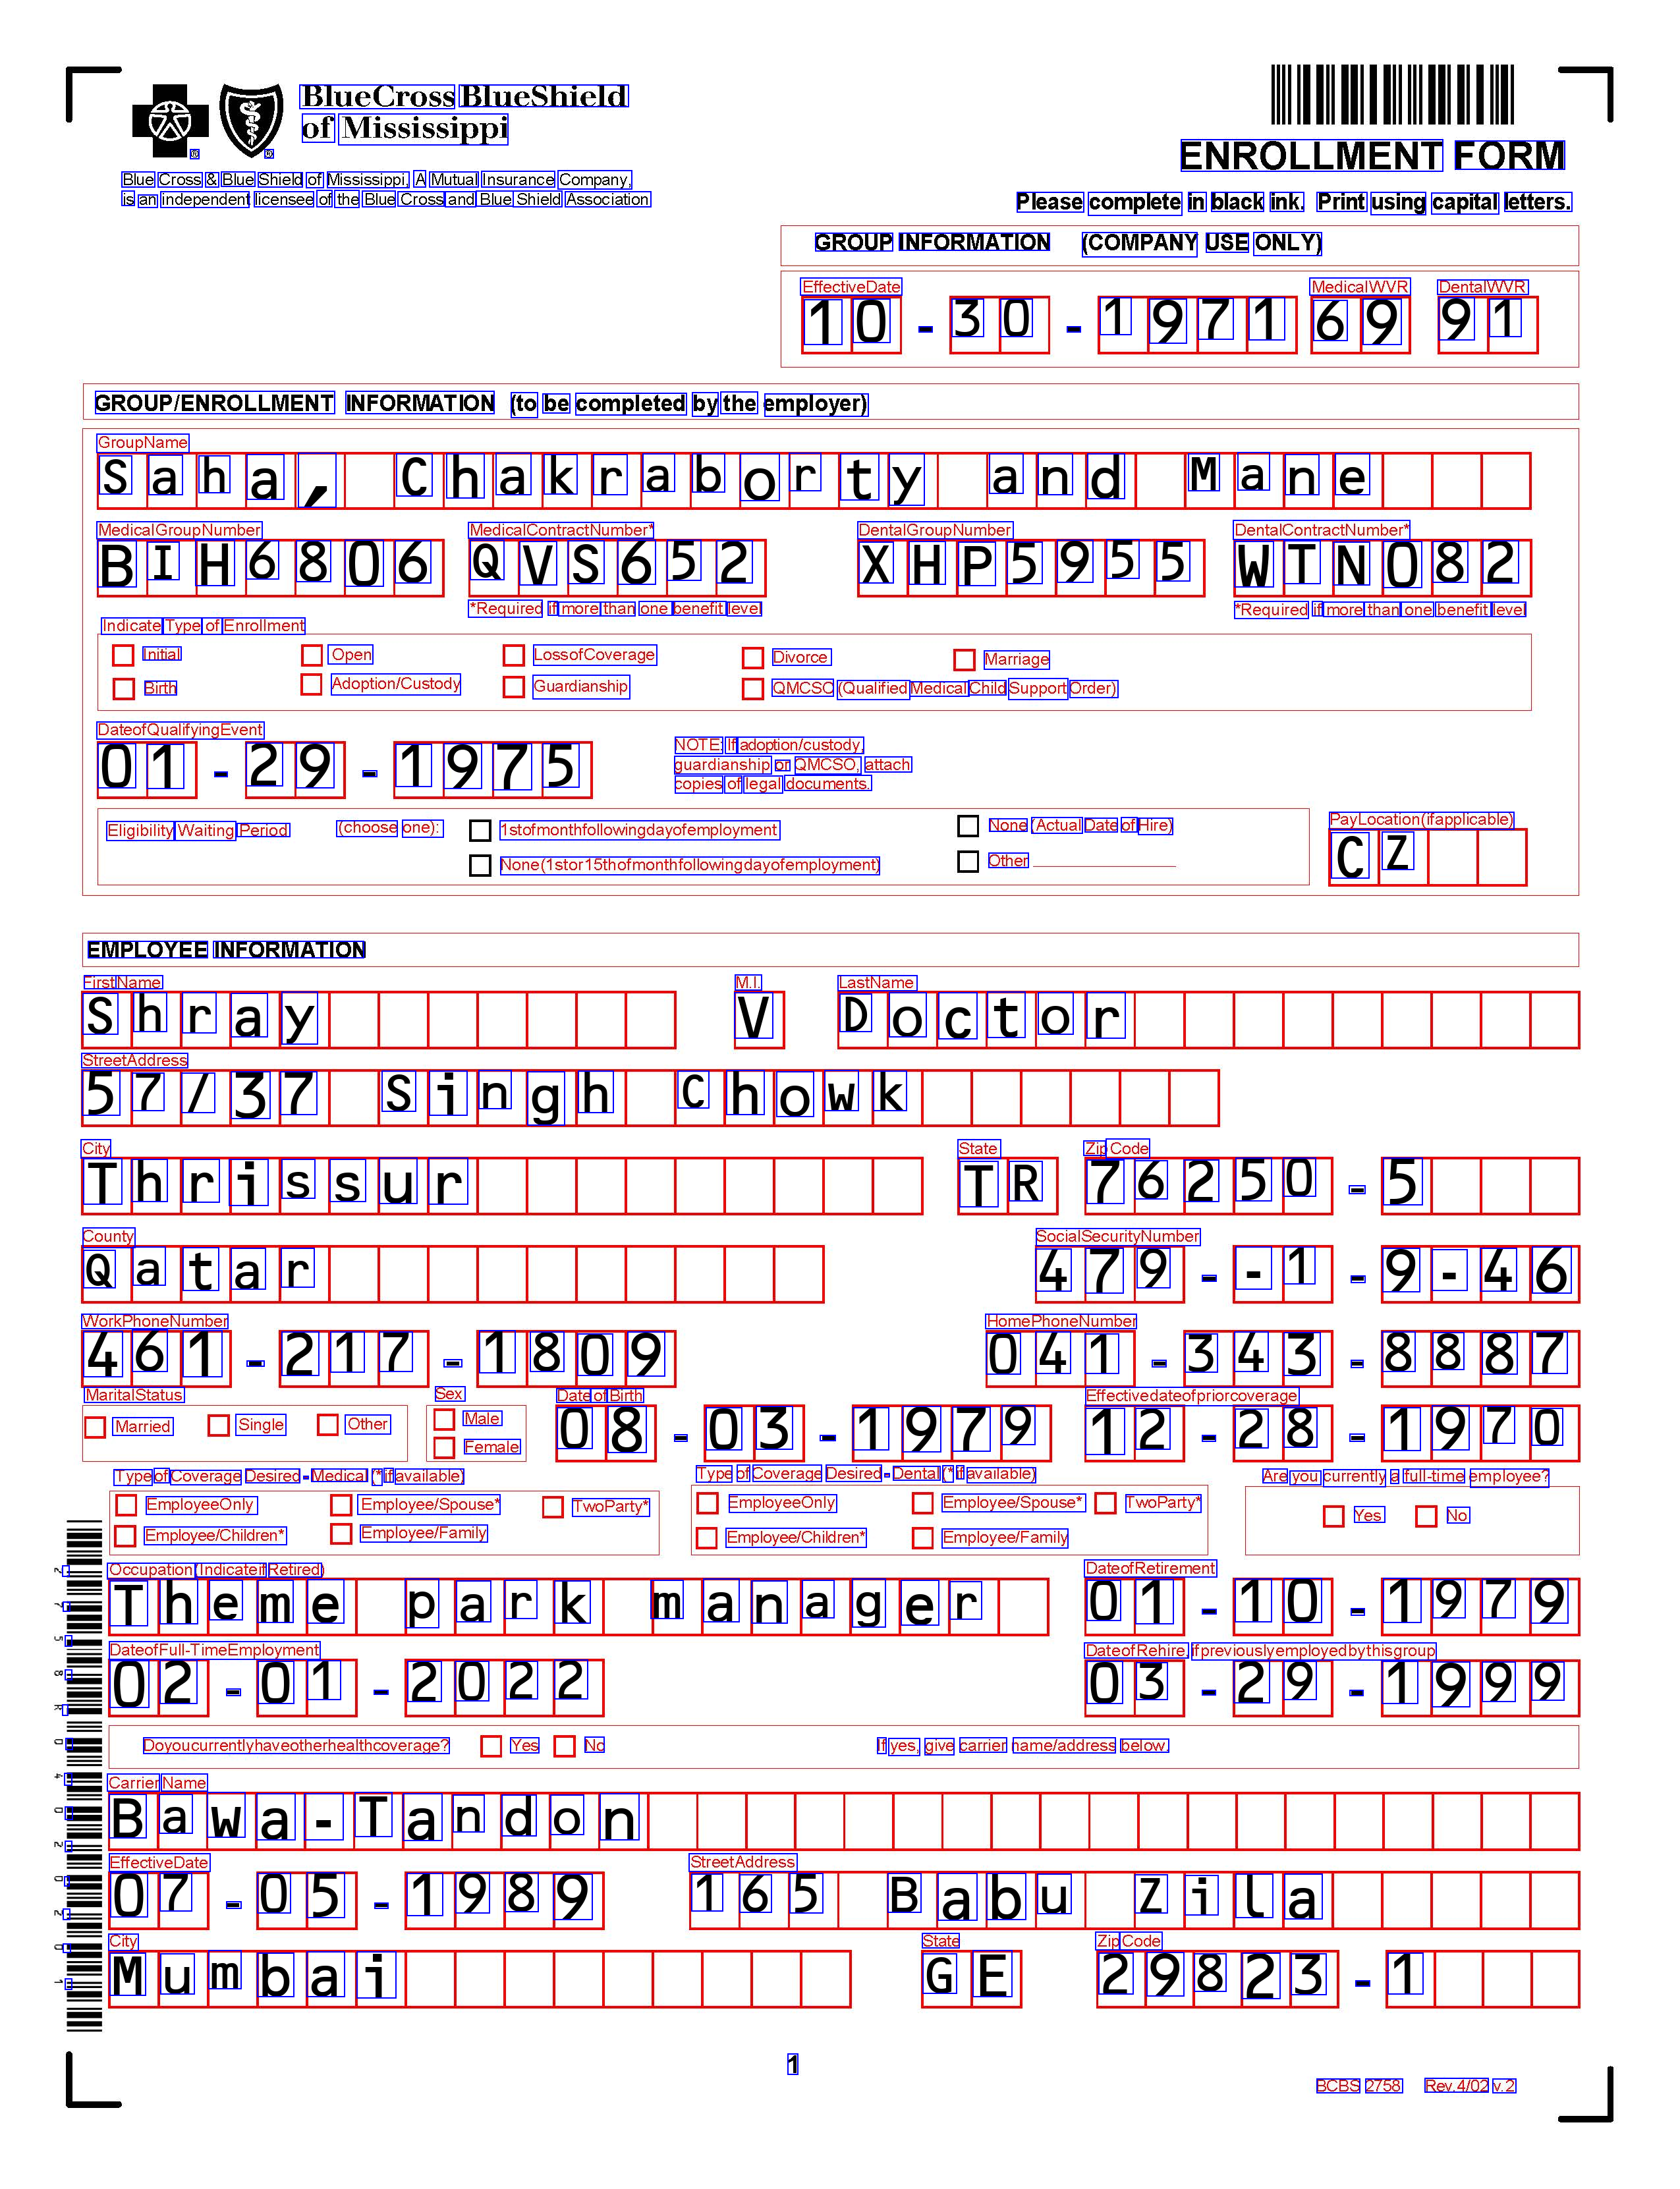 BlueCross BlueShield
of Mississippi
® ®
Blue Cross & Blue Shield of Mississippi, A Mutual Insurance Company,
is an independent licensee of the Blue Cross and Blue Shield Association
ENROLLMENT FORM
Please complete in black ink. Print using capital letters.
GROUP INFORMATION (COMPANY USE ONLY)
EffectiveDate MedicalWVR DentalWVR
10-30-1971 69 91
GROUP/ENROLLMENT INFORMATION (to be completed by the employer)
GroupName
Saha, Chakraborty and Mane
MedicalGroupNumber MedicalContractNumber* DentalGroupNumber DentalContractNumber*
BIH6806 QVS652 XHP5955 WTN082
*Required if more than one benefit level *Required if more than one benefit level
Indicate Type of Enrollment
Initial Open LossofCoverage Divorce Marriage
Birth Adoption/Custody Guardianship QMCSO (Qualified Medical Child Support Order)
DateofQualifyingEvent
01-29-1975
NOTE: If adoption/custody,
guardianship or QMCSO, attach
copies of legal documents.
Eligibility Waiting Period (choose one): 1stofmonthfollowingdayofemployment None (Actual Date of Hire)
None(1stor15thofmonthfollowingdayofemployment) Other
PayLocation(ifapplicable)
CZ
EMPLOYEE INFORMATION
FirstName M.I. LastName
Shray V Doctor
StreetAddress
57/37 Singh Chowk
City State Zip Code
Thrissur TR 76250-5
County SocialSecurityNumber
Qatar 479--1-9-46
WorkPhoneNumber HomePhoneNumber
461-217-1809 041-343-8887
MaritalStatus Sex Date of Birth Effectivedateofpriorcoverage
Married Single Other Male Female 08-03-1979 12-28-1970
Type of Coverage Desired - Medical (* if available) Type of Coverage Desired - Dental (* if available) Are you currently a full-time employee?
EmployeeOnly Employee/Spouse* TwoParty* EmployeeOnly Employee/Spouse* TwoParty* Yes No
Employee/Children* Employee/Family Employee/Children* Employee/Family
Occupation (Indicate if Retired) DateofRetirement
Theme park manager 01-10-1979
DateofFull-TimeEmployment DateofRehire, ifpreviouslyemployedbythisgroup
02-01-2022 03-29-1999
Doyoucurrentlyhaveotherhealthcoverage? Yes No If yes, give carrier name/address below.
Carrier Name
Bawa-Tandon
EffectiveDate StreetAddress
07-05-1989 165 Babu Zila
City State Zip Code
Mumbai GE 29823-1
2758R04020201
1
BCBS 2758 Rev.4/02 v.2